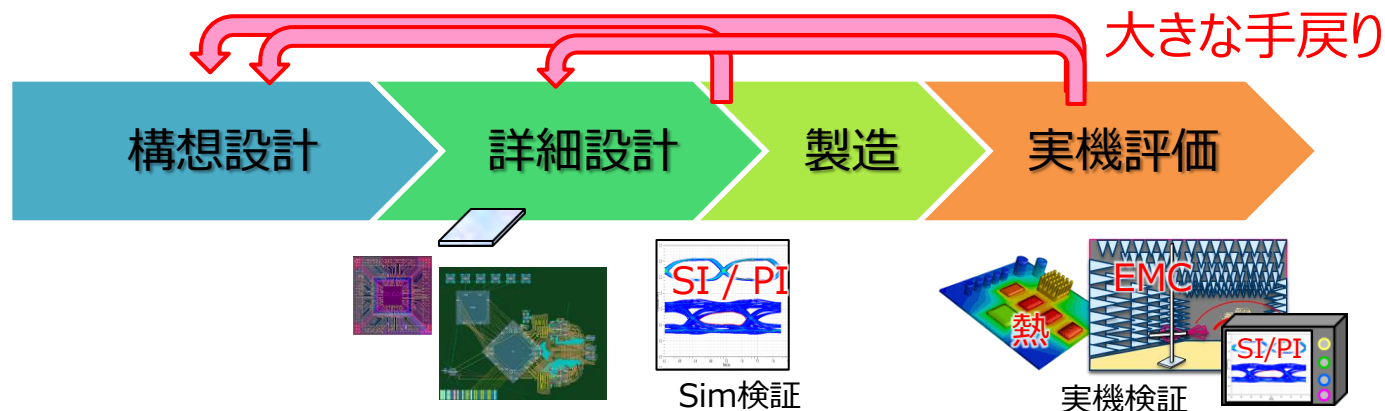 大きな手戻り
構想設計
詳細設計
製造
実機評価
SI / PI
Sim検証
熱
EMC
SI/PI
実機検証